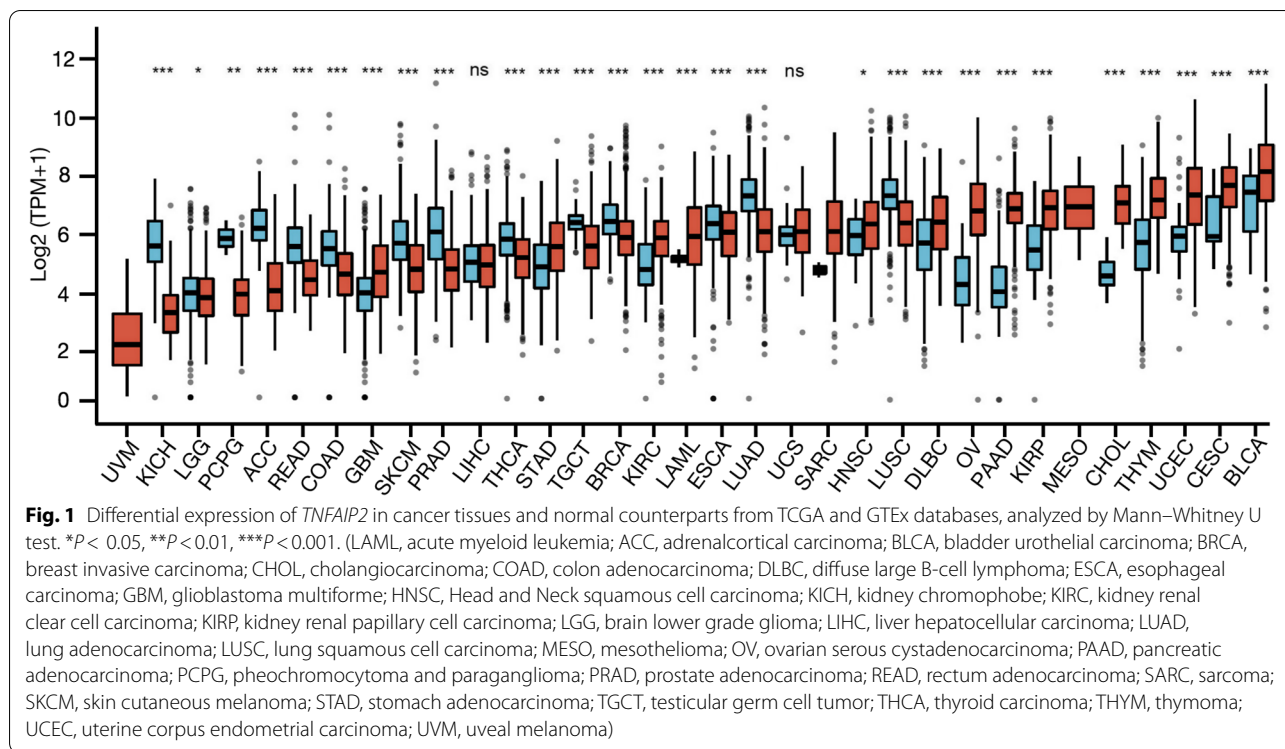 12
10
8
6
4
2
0
Log2 (TPM+1)
*** * ** *** *** *** *** *** *** ns *** *** *** *** *** *** *** *** ns * *** *** *** *** *** *** *** *** *** ***
UVM KICH LGG PCPG ACC READ COAD GBM SKCM PRAD LIHC THCA STAD TGCT BRCA KIRC LAML ESCA LUAD UCS SARC HNSC LUSC DLBC OV PAAD KIRP MESO CHOL THYM UCEC CESC BLCA
Fig. 1 Differential expression of TNFAIP2 in cancer tissues and normal counterparts from TCGA and GTEx databases, analyzed by Mann–Whitney U
test. *P < 0.05, **P < 0.01, ***P < 0.001. (LAML, acute myeloid leukemia; ACC, adrenalcortical carcinoma; BLCA, bladder urothelial carcinoma; BRCA,
breast invasive carcinoma; CHOL, cholangiocarcinoma; COAD, colon adenocarcinoma; DLBC, diffuse large B-cell lymphoma; ESCA, esophageal
carcinoma; GBM, glioblastoma multiforme; HNSC, Head and Neck squamous cell carcinoma; KICH, kidney chromophobe; KIRC, kidney renal
clear cell carcinoma; KIRP, kidney renal papillary cell carcinoma; LGG, brain lower grade glioma; LIHC, liver hepatocellular carcinoma; LUAD,
lung adenocarcinoma; LUSC, lung squamous cell carcinoma; MESO, mesothelioma; OV, ovarian serous cystadenocarcinoma; PAAD, pancreatic
adenocarcinoma; PCPG, pheochromocytoma and paraganglioma; PRAD, prostate adenocarcinoma; READ, rectum adenocarcinoma; SARC, sarcoma;
SKCM, skin cutaneous melanoma; STAD, stomach adenocarcinoma; TGCT, testicular germ cell tumor; THCA, thyroid carcinoma; THYM, thymoma;
UCEC, uterine corpus endometrial carcinoma; UVM, uveal melanoma)